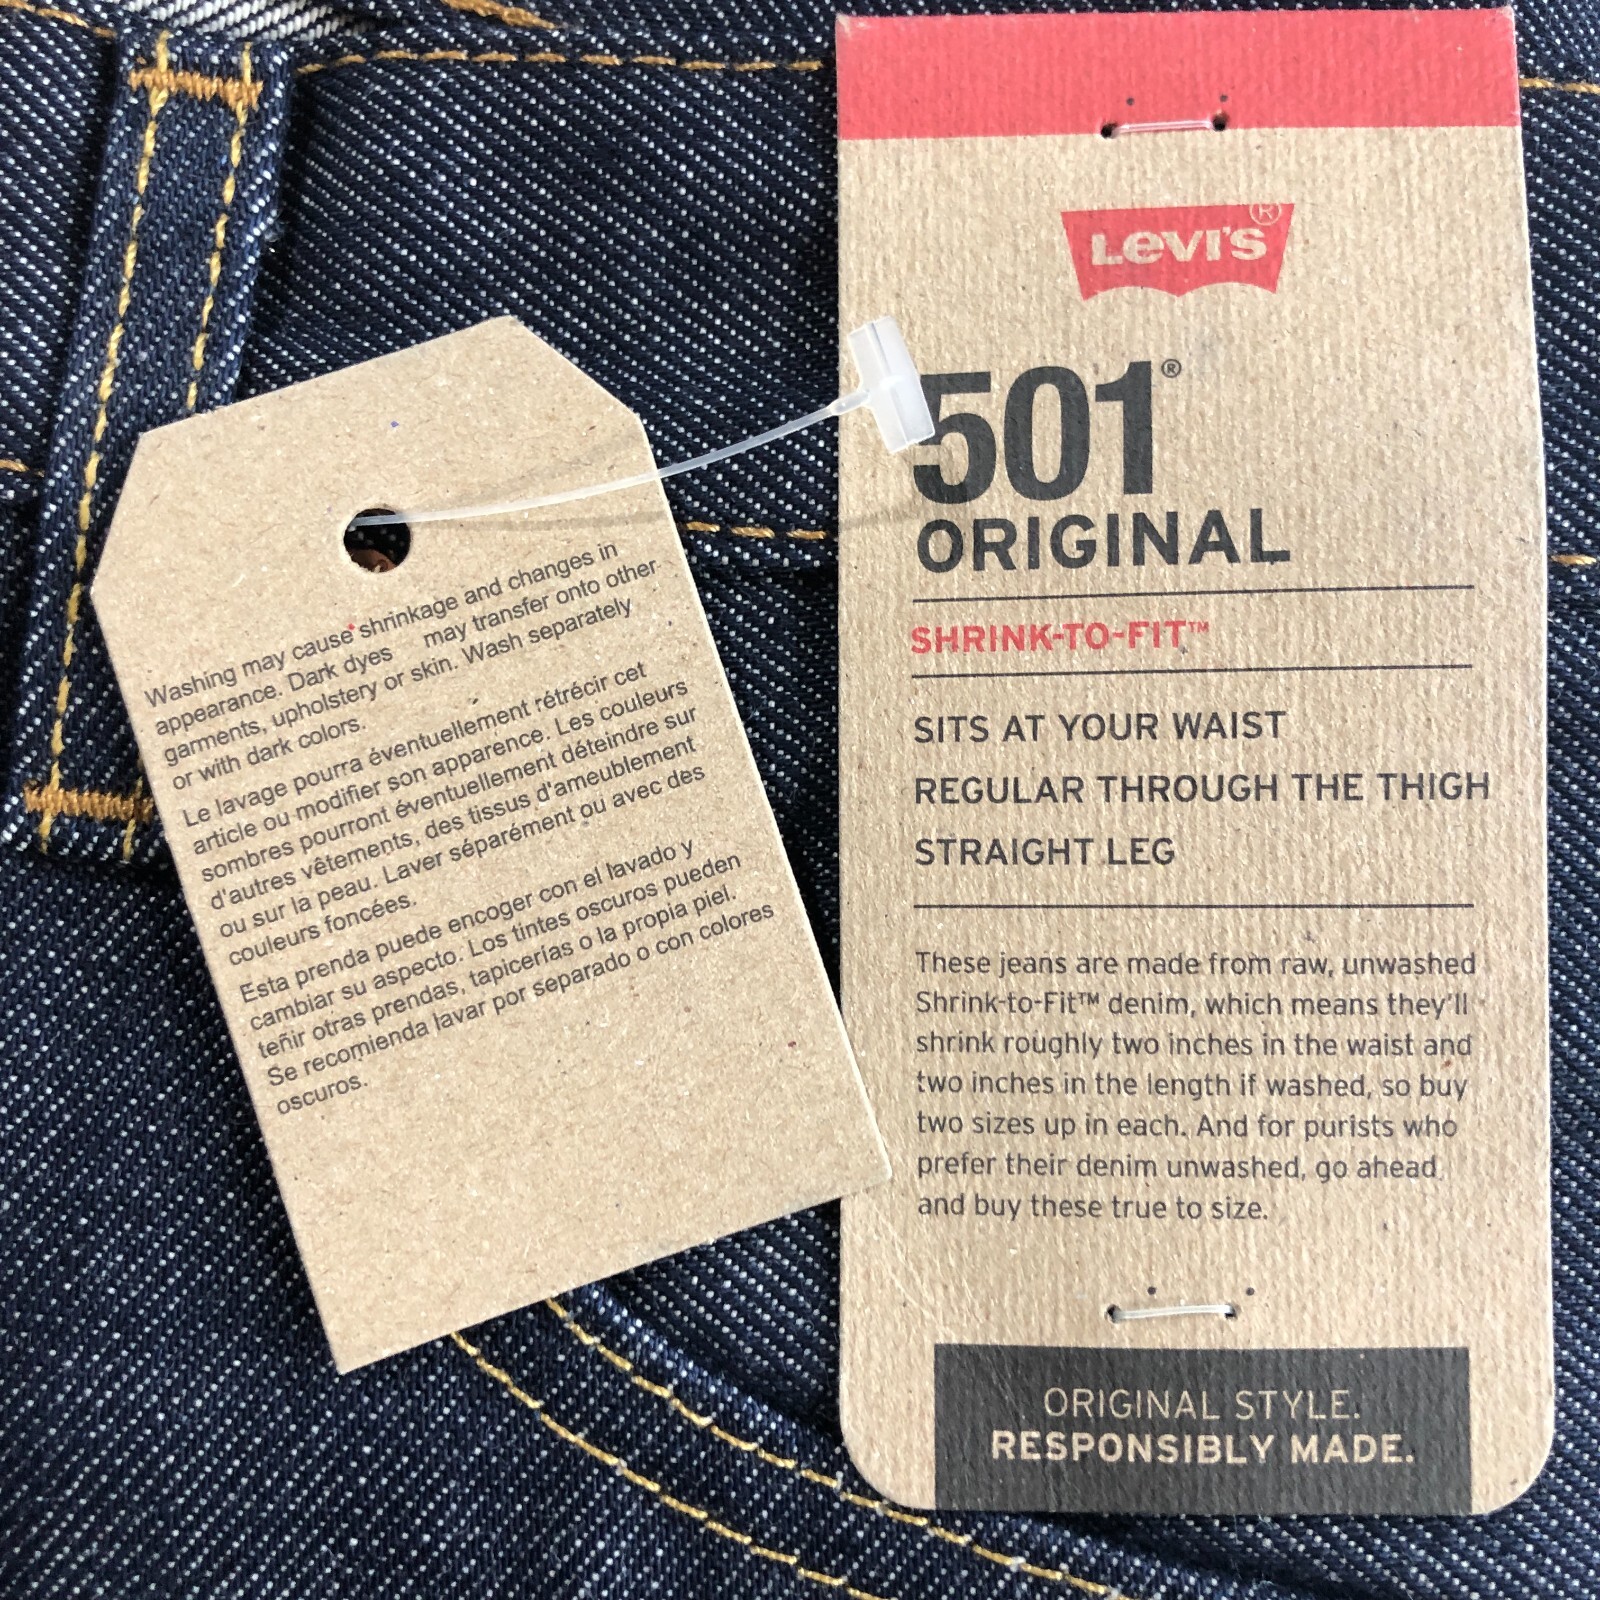 Washing may cause shrinkage and changes in
appearance. Dark dyes may transfer onto other
garments, upholstery or skin. Wash separately
or with dark colors.
Le lavage pourra éventuellement rétrécir cet
article ou modifier son apparence. Les couleurs
sombres pourront éventuellement déteindre sur
d'autres vêtements, des tissus d'ameublement
ou sur la peau. Laver séparément ou avec des
couleurs foncées.
Esta prenda puede encoger con el lavado y
cambiar su aspecto. Los tintes oscuros pueden
teñir otras prendas, tapicerías o la propia piel.
Se recomienda lavar por separado o con colores
oscuros.
LEVI'S®
501®
ORIGINAL
SHRINK-TO-FIT™
SITS AT YOUR WAIST
REGULAR THROUGH THE THIGH
STRAIGHT LEG
These jeans are made from raw, unwashed
Shrink-to-Fit™ denim, which means they'll
shrink roughly two inches in the waist and
two inches in the length if washed, so buy
two sizes up in each. And for purists who
prefer their denim unwashed, go ahead
and buy these true to size.
ORIGINAL STYLE.
RESPONSIBLY MADE.